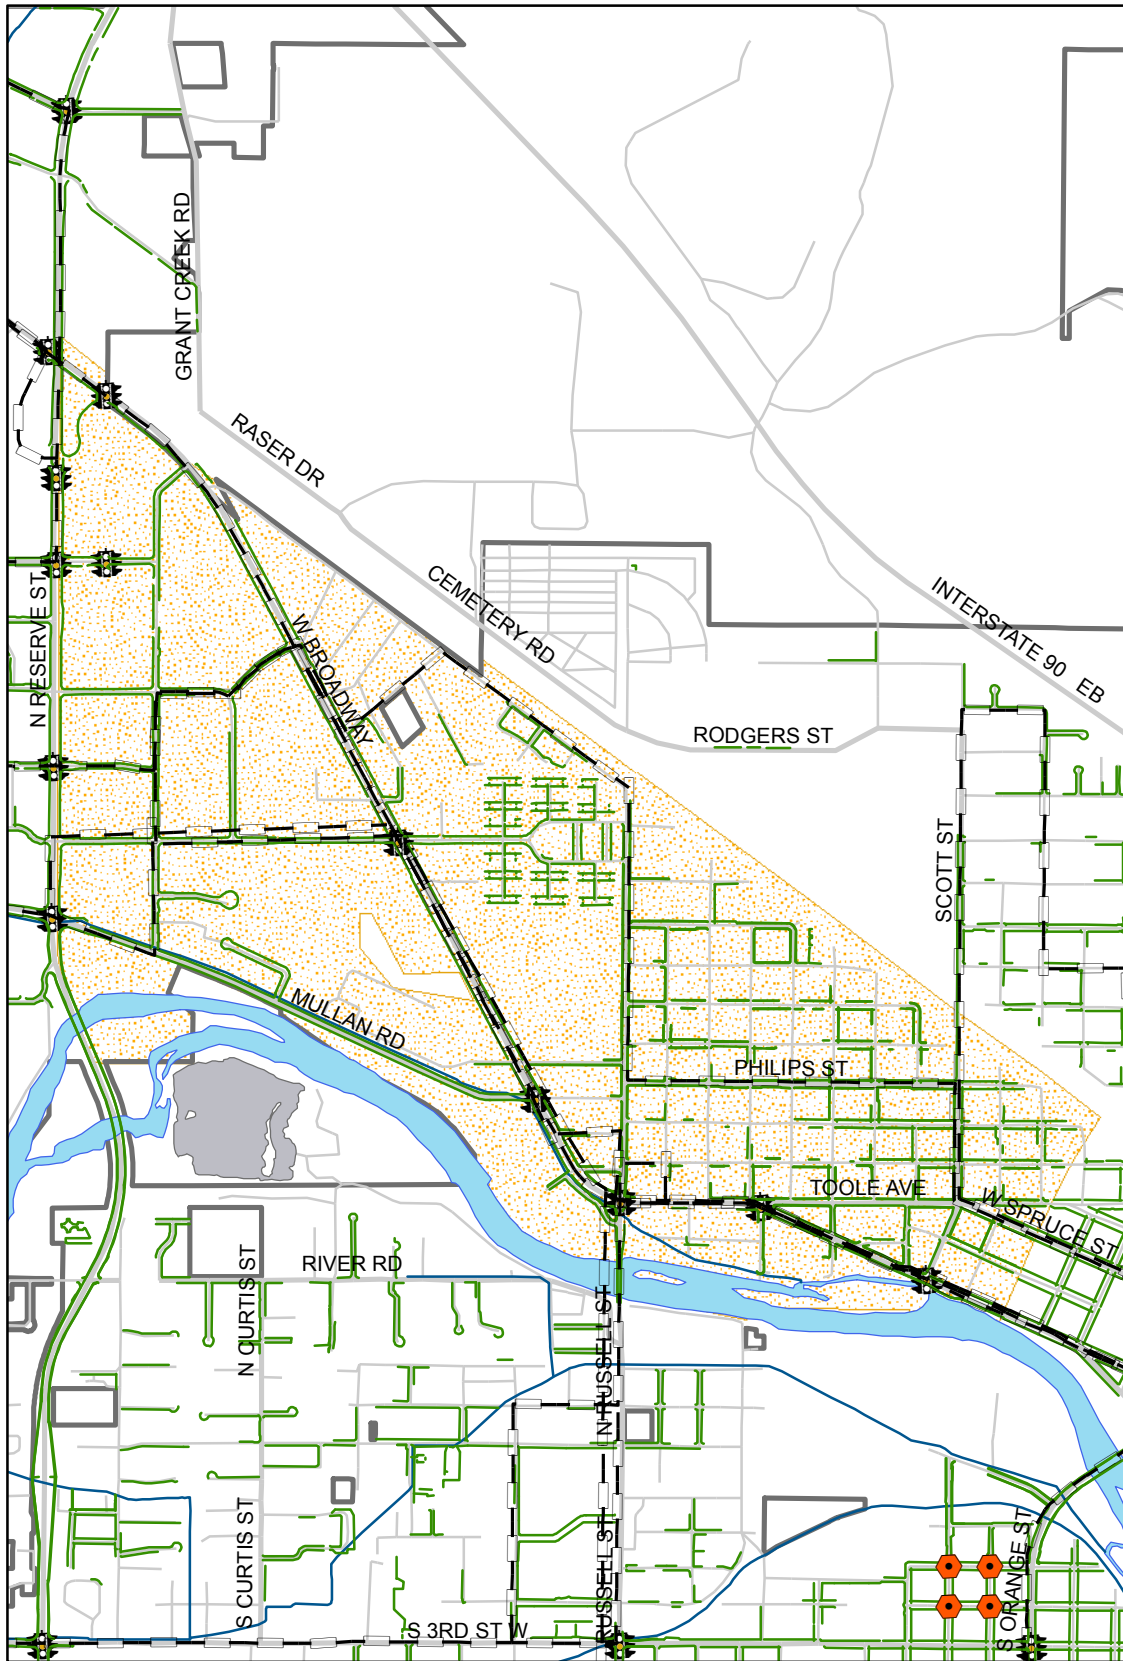 GRANT CREEK RD
RASER DR
CEMETERY RD
INTERSTATE 90 EB
N RESERVE ST
W BROADWAY
RODGERS ST
SCOTT ST
MULLAN RD
PHILIPS ST
TOOLE AVE
W SPRUCE ST
RIVER RD
N CURTIS ST
N RUSSELL ST
S CURTIS ST
RUSSELL ST
S ORANGE ST
S 3RD ST W